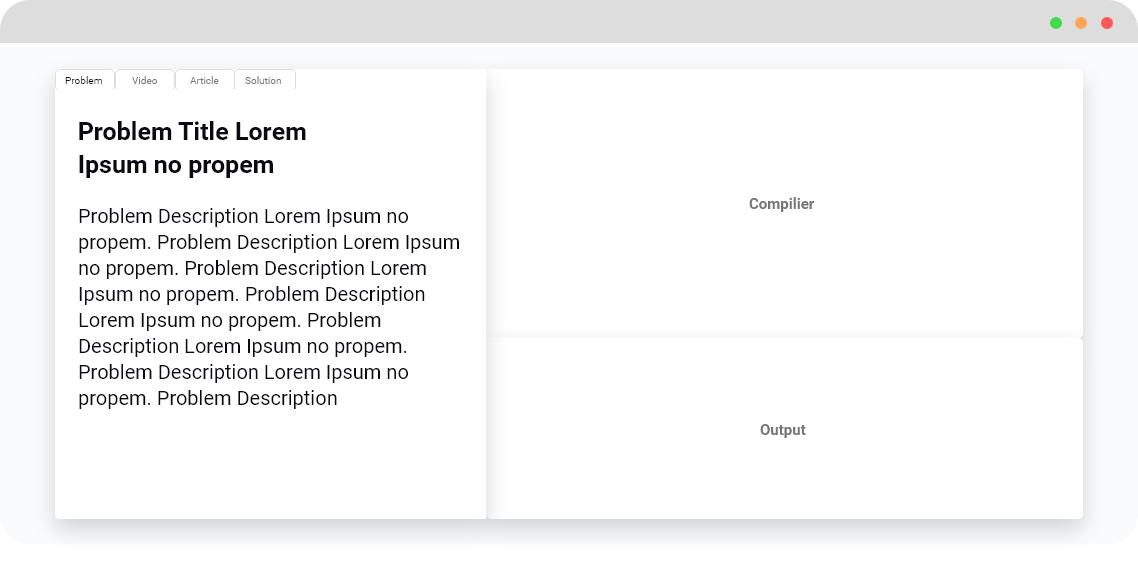 Problem Video Article Solution
Problem Title Lorem
Ipsum no propem
Problem Description Lorem Ipsum no
propem. Problem Description Lorem Ipsum
no propem. Problem Description Lorem
Ipsum no propem. Problem Description
Lorem Ipsum no propem. Problem
Description Lorem Ipsum no propem.
Problem Description Lorem Ipsum no
propem. Problem Description
Compilier
Output